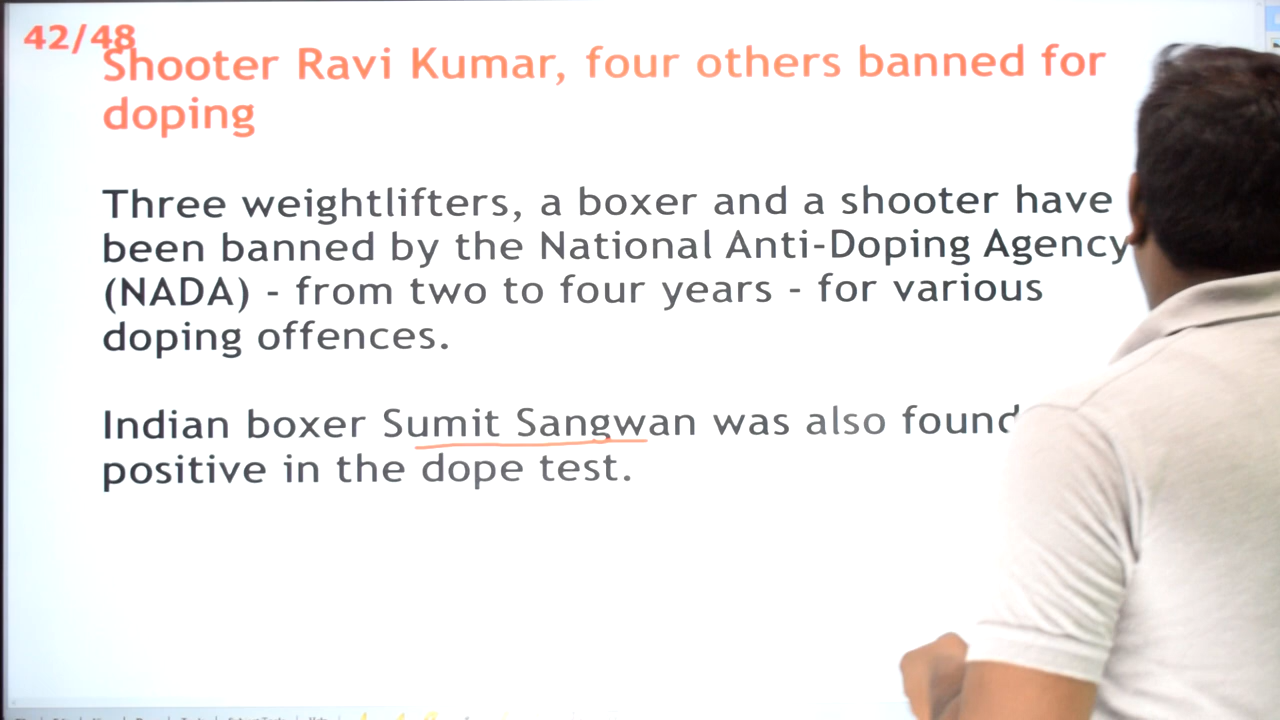 42/48
Shooter Ravi Kumar, four others banned for
doping
Three weightlifters, a boxer and a shooter have
been banned by the National Anti-Doping Agency
(NADA) - from two to four years - for various
doping offences.
Indian boxer Sumit Sangwan was also found
positive in the dope test.